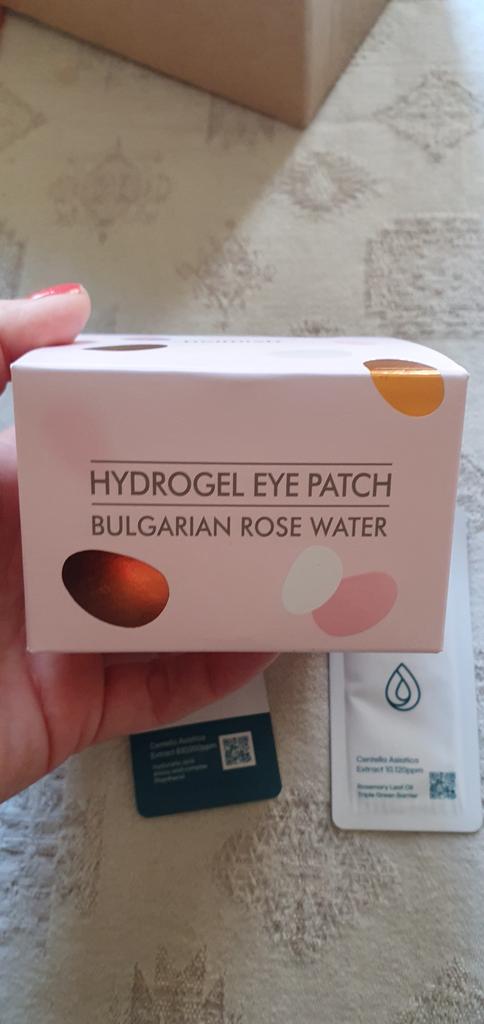 HYDROGEL EYE PATCH
BULGARIAN ROSE WATER
Centella Asiatica
Centella Asiatica
Extract 10,120ppm
Rosemary Leaf Oil
Triple Green Barrier